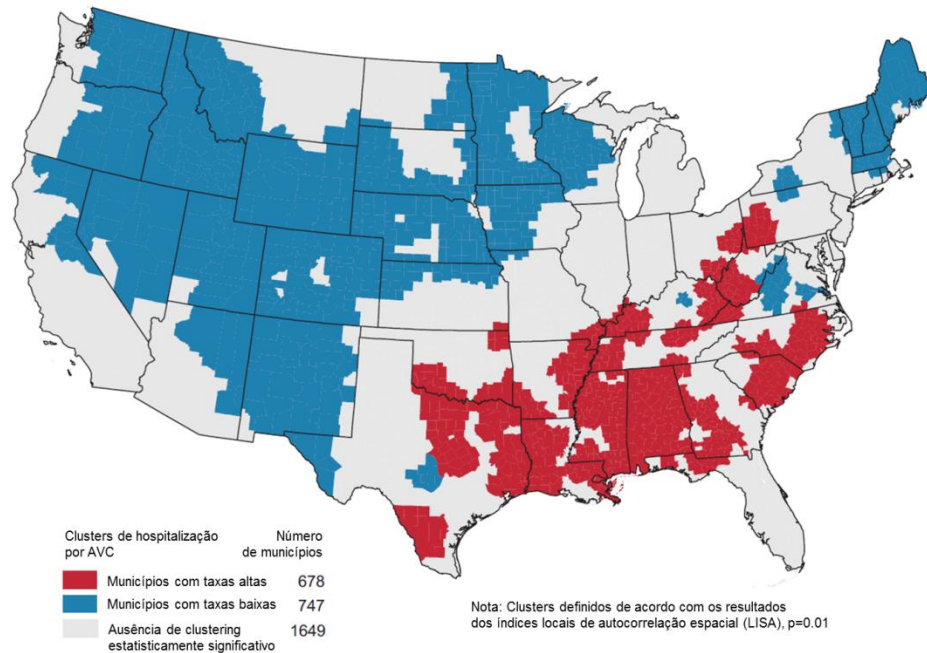 Clusters de hospitalização
por AVC
Número
de municípios
Municípios com taxas altas 678
Municípios com taxas baixas 747
Ausência de clustering
estatisticamente significativo
1649
Nota: Clusters definidos de acordo com os resultados
dos índices locais de autocorrelação espacial (LISA), p=0.01